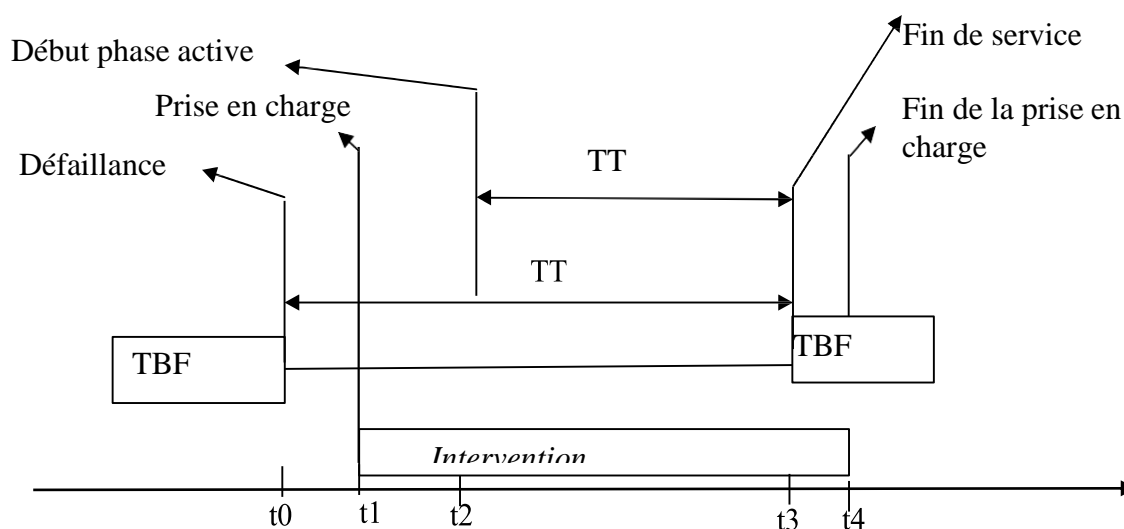 Début phase active
Fin de service
Prise en charge
Fin de la prise en
charge
Défaillance
TT
TT
TBF
TBF
Intervention
t0
t1
t2
t3
t4